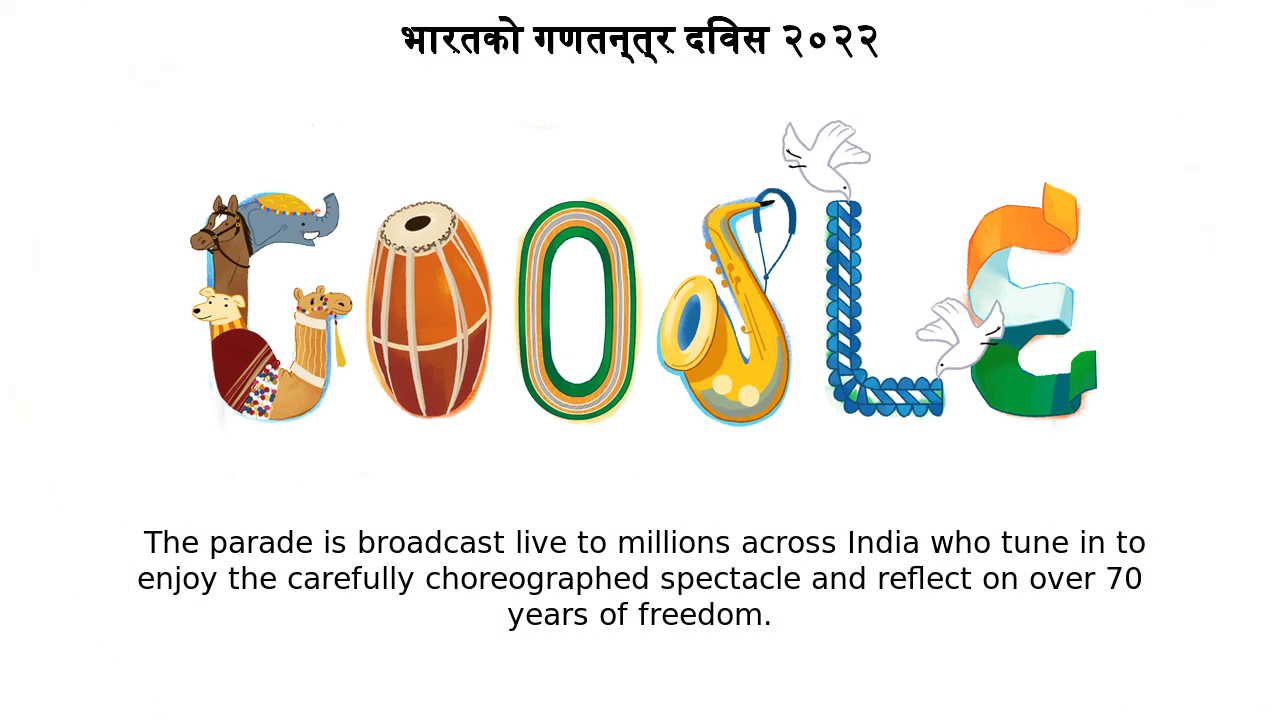 भारतको गणतन्त्र दिवस २०२२
GOOGLE
The parade is broadcast live to millions across India who tune in to
enjoy the carefully choreographed spectacle and reflect on over 70
years of freedom.